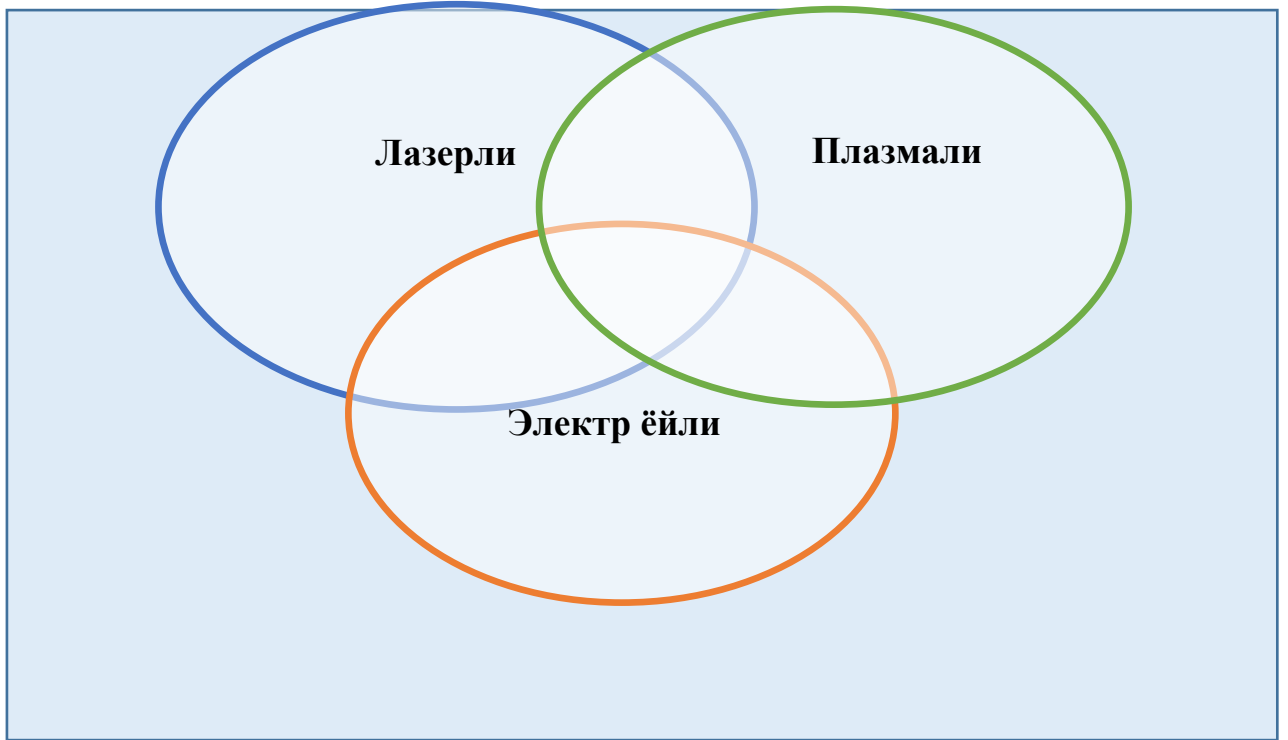 Лазерли
Плазмали
Электр ёйли